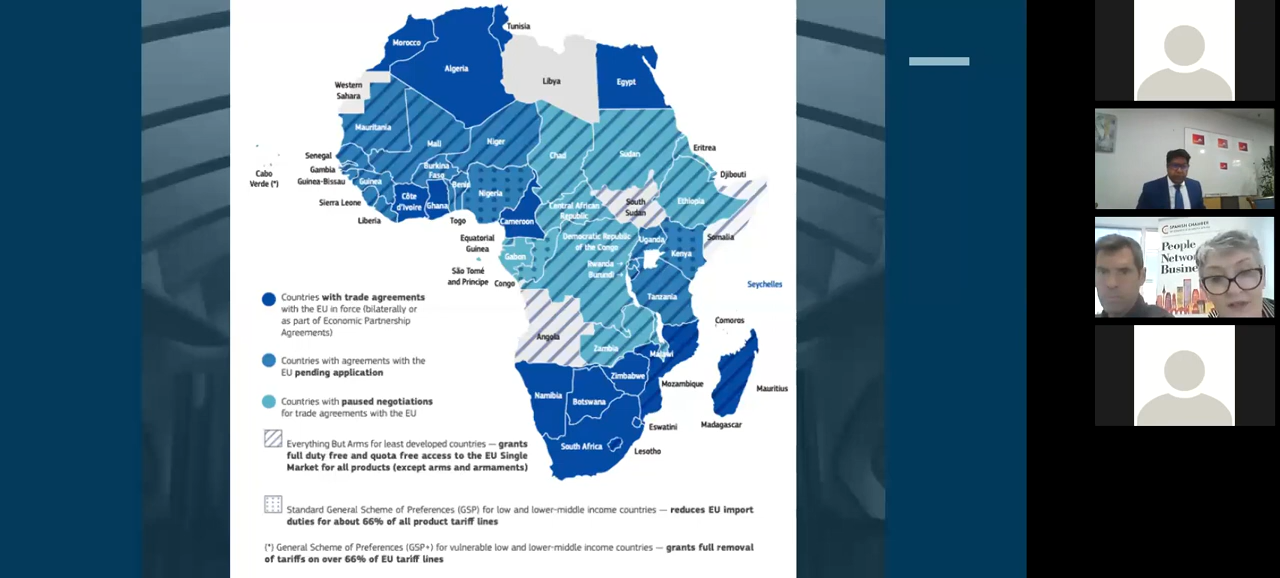 Tunisia
Morocco
Algeria
Libya
Egypt
Western
Sahara
Mauritania
Mali
Niger
Chad
Sudan
Eritrea
Senegal
Gambia
Guinea-Bissau
Cabo
Verde (*)
Guinea
Burkina
Faso
Benin
Nigeria
Djibouti
Sierra Leone
Côte
d'Ivoire
Ghana
Central African
Republic
South
Sudan
Ethiopia
Liberia
Togo
Cameroon
Somalia
Equatorial
Guinea
Democratic Republic
of the Congo
Uganda
Kenya
Gabon
Rwanda →
Burundi →
São Tomé
and Principe
Congo
Seychelles
Tanzania
Comoros
Angola
Zambia
Malawi
Zimbabwe
Mozambique
Mauritius
Namibia
Botswana
Madagascar
Eswatini
South Africa
Lesotho
Countries with trade agreements
with the EU in force (bilaterally or
as part of Economic Partnership
Agreements)
Countries with agreements with the
EU pending application
Countries with paused negotiations
for trade agreements with the EU
Everything But Arms for least developed countries — grants
full duty free and quota free access to the EU Single
Market for all products (except arms and armaments)
Standard General Scheme of Preferences (GSP) for low and lower-middle income countries — reduces EU import
duties for about 66% of all product tariff lines
(*) General Scheme of Preferences (GSP+) for vulnerable low and lower-middle income countries — grants full removal
of tariffs on over 66% of EU tariff lines
SPANISH CHAMBER
People
Netwo
Busine